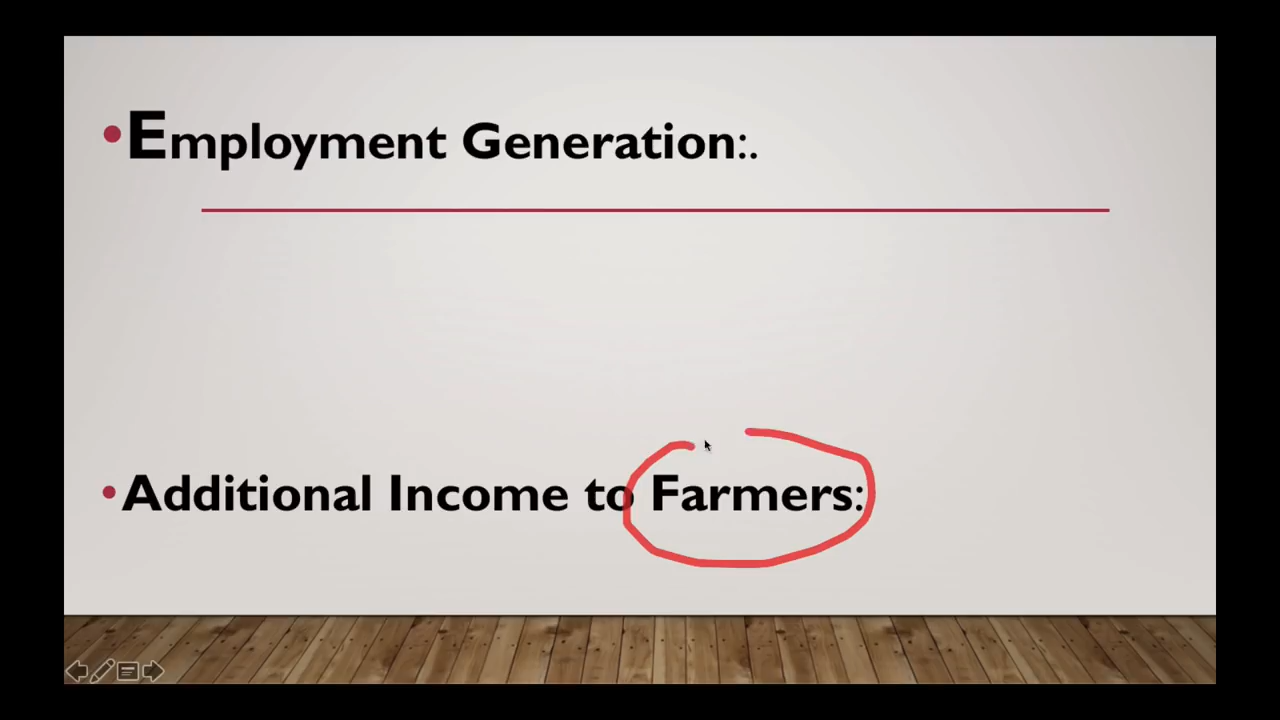 •Employment Generation:.
•Additional Income to Farmers: